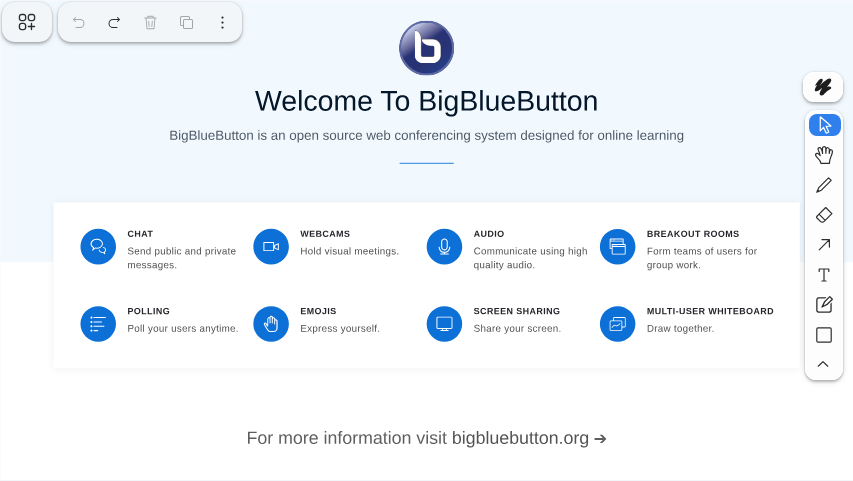 Welcome To BigBlueButton
BigBlueButton is an open source web conferencing system designed for online learning
CHAT
Send public and private
messages.
WEBCAMS
Hold visual meetings.
AUDIO
Communicate using high
quality audio.
BREAKOUT ROOMS
Form teams of users for
group work.
POLLING
Poll your users anytime.
EMOJIS
Express yourself.
SCREEN SHARING
Share your screen.
MULTI-USER WHITEBOARD
Draw together.
For more information visit bigbluebutton.org ➔